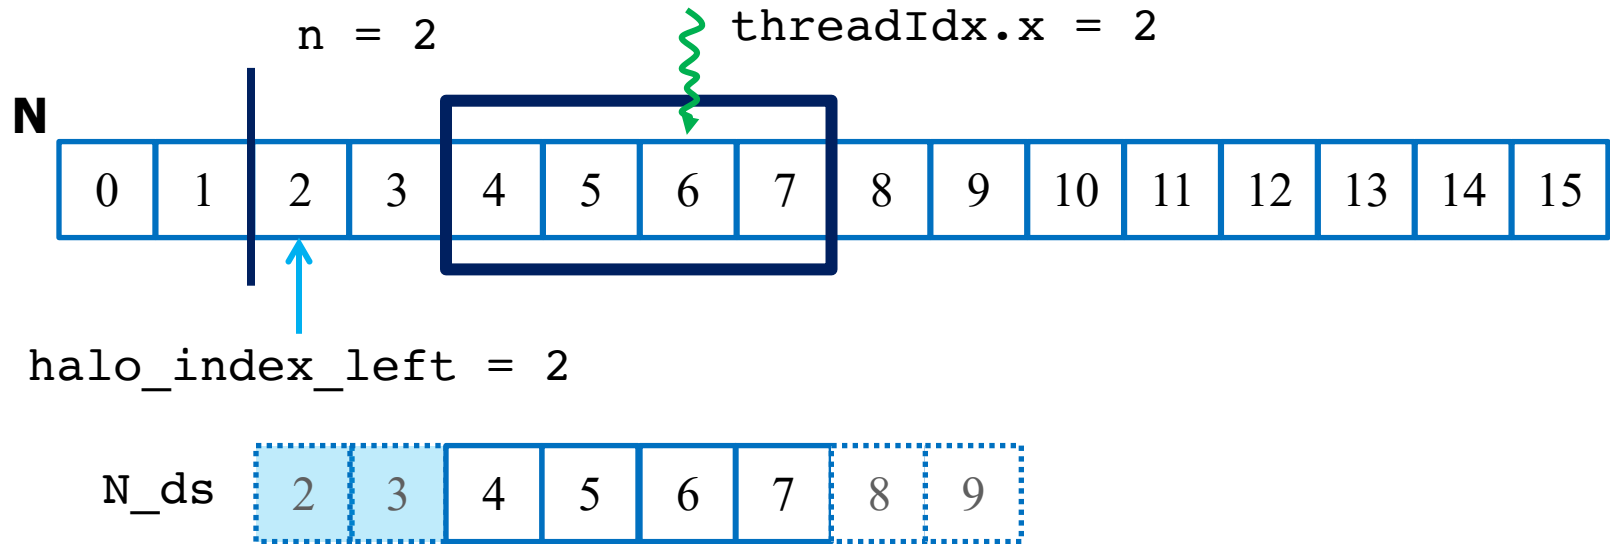 n = 2
threadIdx.x = 2
N
0 1 2 3 4 5 6 7 8 9 10 11 12 13 14 15
halo_index_left = 2
N_ds 2 3 4 5 6 7 8 9